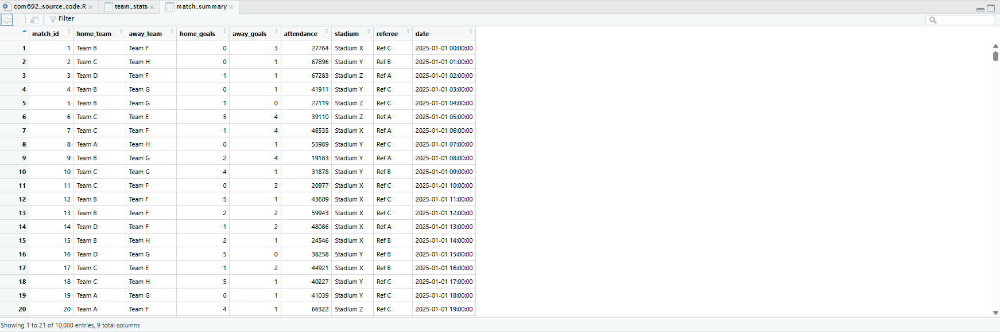 com692_source_code.R team_stats match_summary
Filter
match_id home_team away_team home_goals away_goals attendance stadium referee date
1 1 Team B Team F 0 3 27764 Stadium X Ref C 2025-01-01 00:00:00
2 2 Team C Team H 0 1 67896 Stadium Y Ref B 2025-01-01 01:00:00
3 3 Team D Team F 1 1 67283 Stadium Z Ref A 2025-01-01 02:00:00
4 4 Team B Team G 0 1 41911 Stadium Y Ref C 2025-01-01 03:00:00
5 5 Team B Team G 1 0 27119 Stadium Z Ref C 2025-01-01 04:00:00
6 6 Team C Team E 5 4 39110 Stadium Z Ref A 2025-01-01 05:00:00
7 7 Team C Team F 1 4 46535 Stadium X Ref A 2025-01-01 06:00:00
8 8 Team A Team H 0 1 55989 Stadium Y Ref C 2025-01-01 07:00:00
9 9 Team B Team G 2 4 19183 Stadium Y Ref A 2025-01-01 08:00:00
10 10 Team C Team G 4 1 31878 Stadium Y Ref B 2025-01-01 09:00:00
11 11 Team C Team F 0 3 20977 Stadium X Ref C 2025-01-01 10:00:00
12 12 Team B Team F 5 1 43609 Stadium X Ref C 2025-01-01 11:00:00
13 13 Team B Team F 2 2 59943 Stadium X Ref C 2025-01-01 12:00:00
14 14 Team D Team F 1 2 48086 Stadium X Ref A 2025-01-01 13:00:00
15 15 Team B Team H 2 1 24546 Stadium X Ref B 2025-01-01 14:00:00
16 16 Team D Team G 5 0 38258 Stadium Y Ref B 2025-01-01 15:00:00
17 17 Team C Team E 1 2 44921 Stadium X Ref B 2025-01-01 16:00:00
18 18 Team C Team H 5 1 40227 Stadium Y Ref C 2025-01-01 17:00:00
19 19 Team A Team G 0 1 41039 Stadium Y Ref C 2025-01-01 18:00:00
20 20 Team A Team F 4 1 66322 Stadium Z Ref C 2025-01-01 19:00:00
Showing 1 to 21 of 10,000 entries, 9 total columns